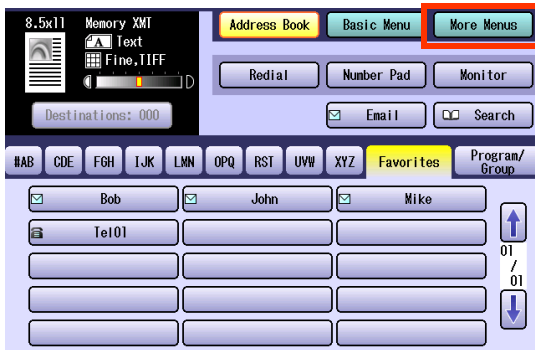 8.5x11 Memory XMT
A Text
Fine,TIFF
D
Destinations: 000
Address Book
Basic Menu
More Menus
Redial
Number Pad
Monitor
Email
Search
#AB
CDE
FGH
IJK
LMN
OPQ
RST
UVW
XYZ
Favorites
Program/
Group
Bob
John
Mike
Tel01
01
/
01